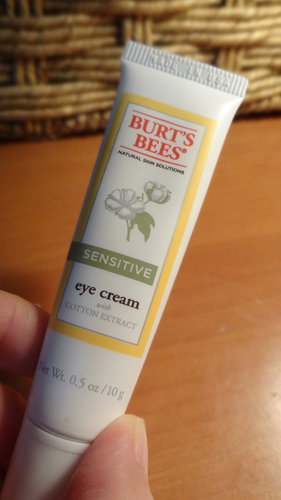 BURT'S
BEES®
NATURAL SKIN SOLUTIONS
SENSITIVE
eye cream
with
COTTON EXTRACT
Net Wt. 0.5 oz / 10 g